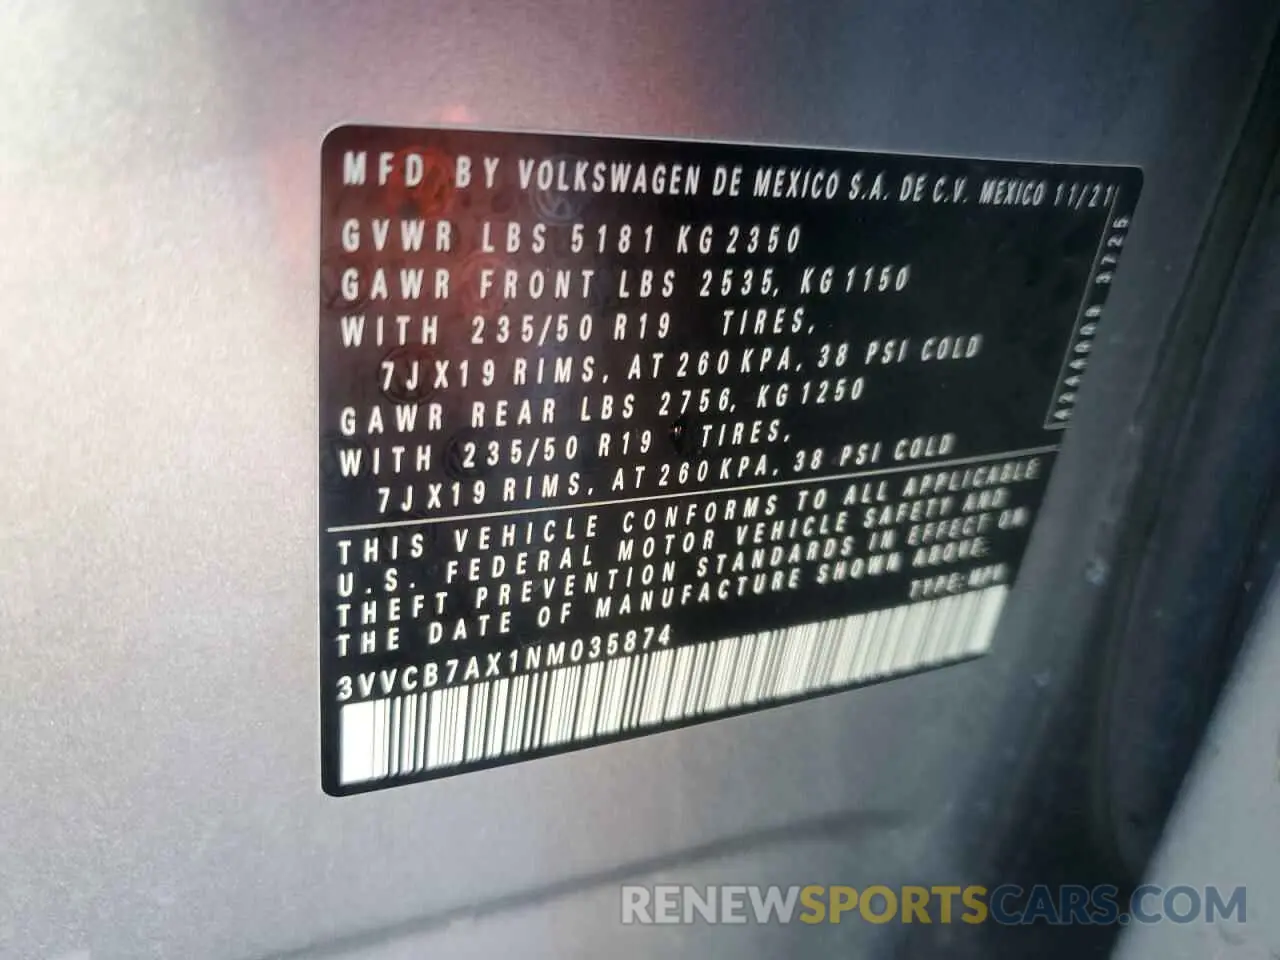 MFD BY VOLKSWAGEN DE MEXICO S.A. DE C.V. MEXICO 11/21
GVWR LBS 5181 KG 2350
GAWR FRONT LBS 2535, KG 1150
WITH 235/50 R19 TIRES,
7J X19 RIMS, AT 260 KPA, 38 PSI COLD
GAWR REAR LBS 2756, KG 1250
WITH 235/50 R19 TIRES,
7J X19 RIMS, AT 260 KPA, 38 PSI COLD
THIS VEHICLE CONFORMS TO ALL APPLICABLE
U.S. FEDERAL MOTOR VEHICLE SAFETY AND
THEFT PREVENTION STANDARDS IN EFFECT ON
THE DATE OF MANUFACTURE SHOWN ABOVE.
TYPE: MPV
3VVCB7AX1NM035874
RENEWSPORTSCARS.COM